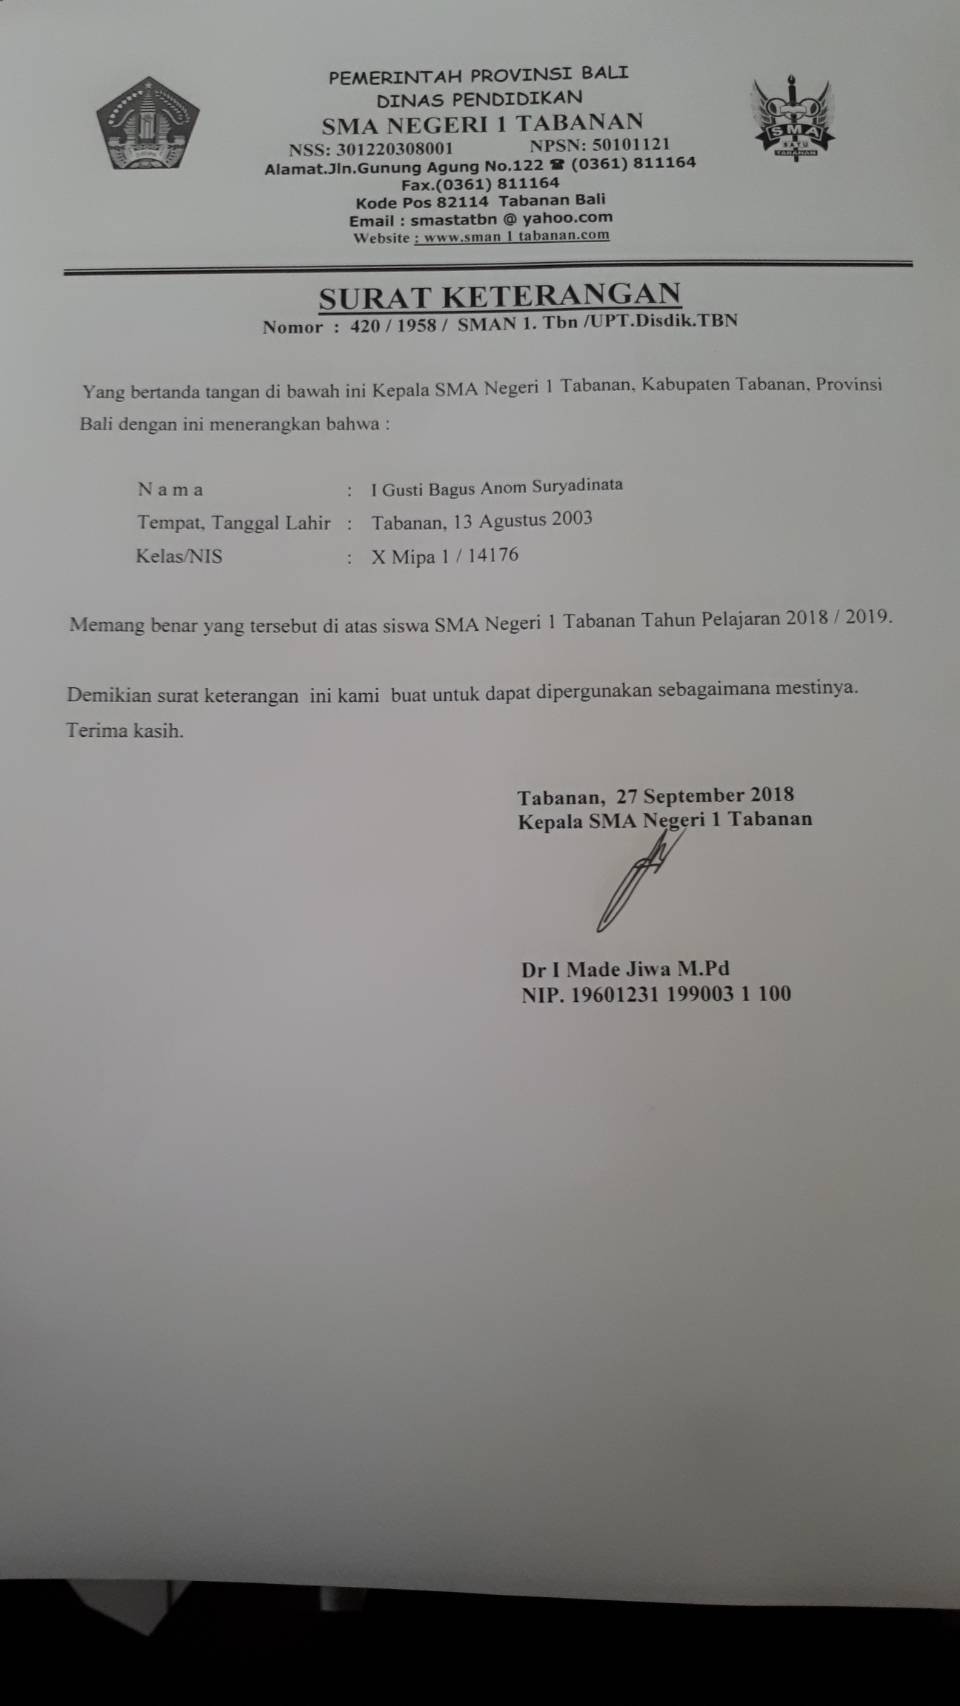 PEMERINTAH PROVINSI BALI
DINAS PENDIDIKAN
SMA NEGERI 1 TABANAN
NSS: 301220308001 NPSN: 50101121
Alamat.Jln.Gunung Agung No.122 ☎ (0361) 811164
Fax.(0361) 811164
Kode Pos 82114 Tabanan Bali
Email : smastatbn @ yahoo.com
Website : www.sman 1 tabanan.com
SMA
SATU
TABANAN
SURAT KETERANGAN
Nomor : 420 / 1958 / SMAN 1. Tbn /UPT.Disdik.TBN
Yang bertanda tangan di bawah ini Kepala SMA Negeri 1 Tabanan, Kabupaten Tabanan, Provinsi
Bali dengan ini menerangkan bahwa :
N a m a : I Gusti Bagus Anom Suryadinata
Tempat, Tanggal Lahir : Tabanan, 13 Agustus 2003
Kelas/NIS : X Mipa 1 / 14176
Memang benar yang tersebut di atas siswa SMA Negeri 1 Tabanan Tahun Pelajaran 2018 / 2019.
Demikian surat keterangan ini kami buat untuk dapat dipergunakan sebagaimana mestinya.
Terima kasih.
Tabanan, 27 September 2018
Kepala SMA Negeri 1 Tabanan
Dr I Made Jiwa M.Pd
NIP. 19601231 199003 1 100